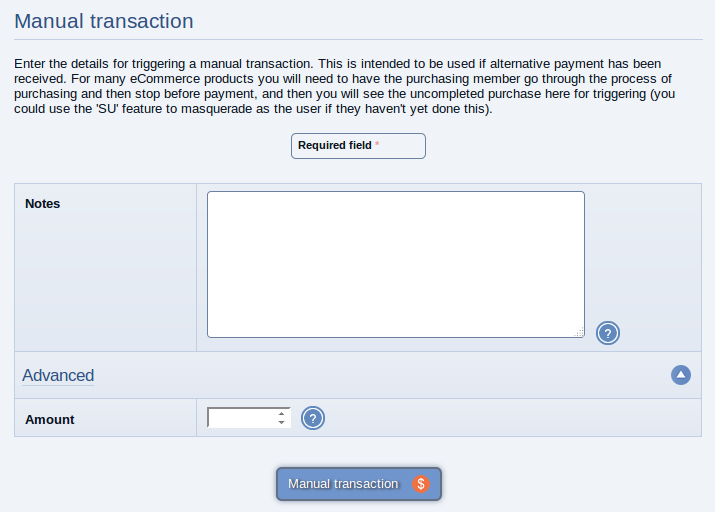 Manual transaction
Enter the details for triggering a manual transaction. This is intended to be used if alternative payment has been
received. For many eCommerce products you will need to have the purchasing member go through the process of
purchasing and then stop before payment, and then you will see the uncompleted purchase here for triggering (you
could use the 'SU' feature to masquerade as the user if they haven't yet done this).
Required field *
Notes
?
Advanced
Amount ?
Manual transaction $